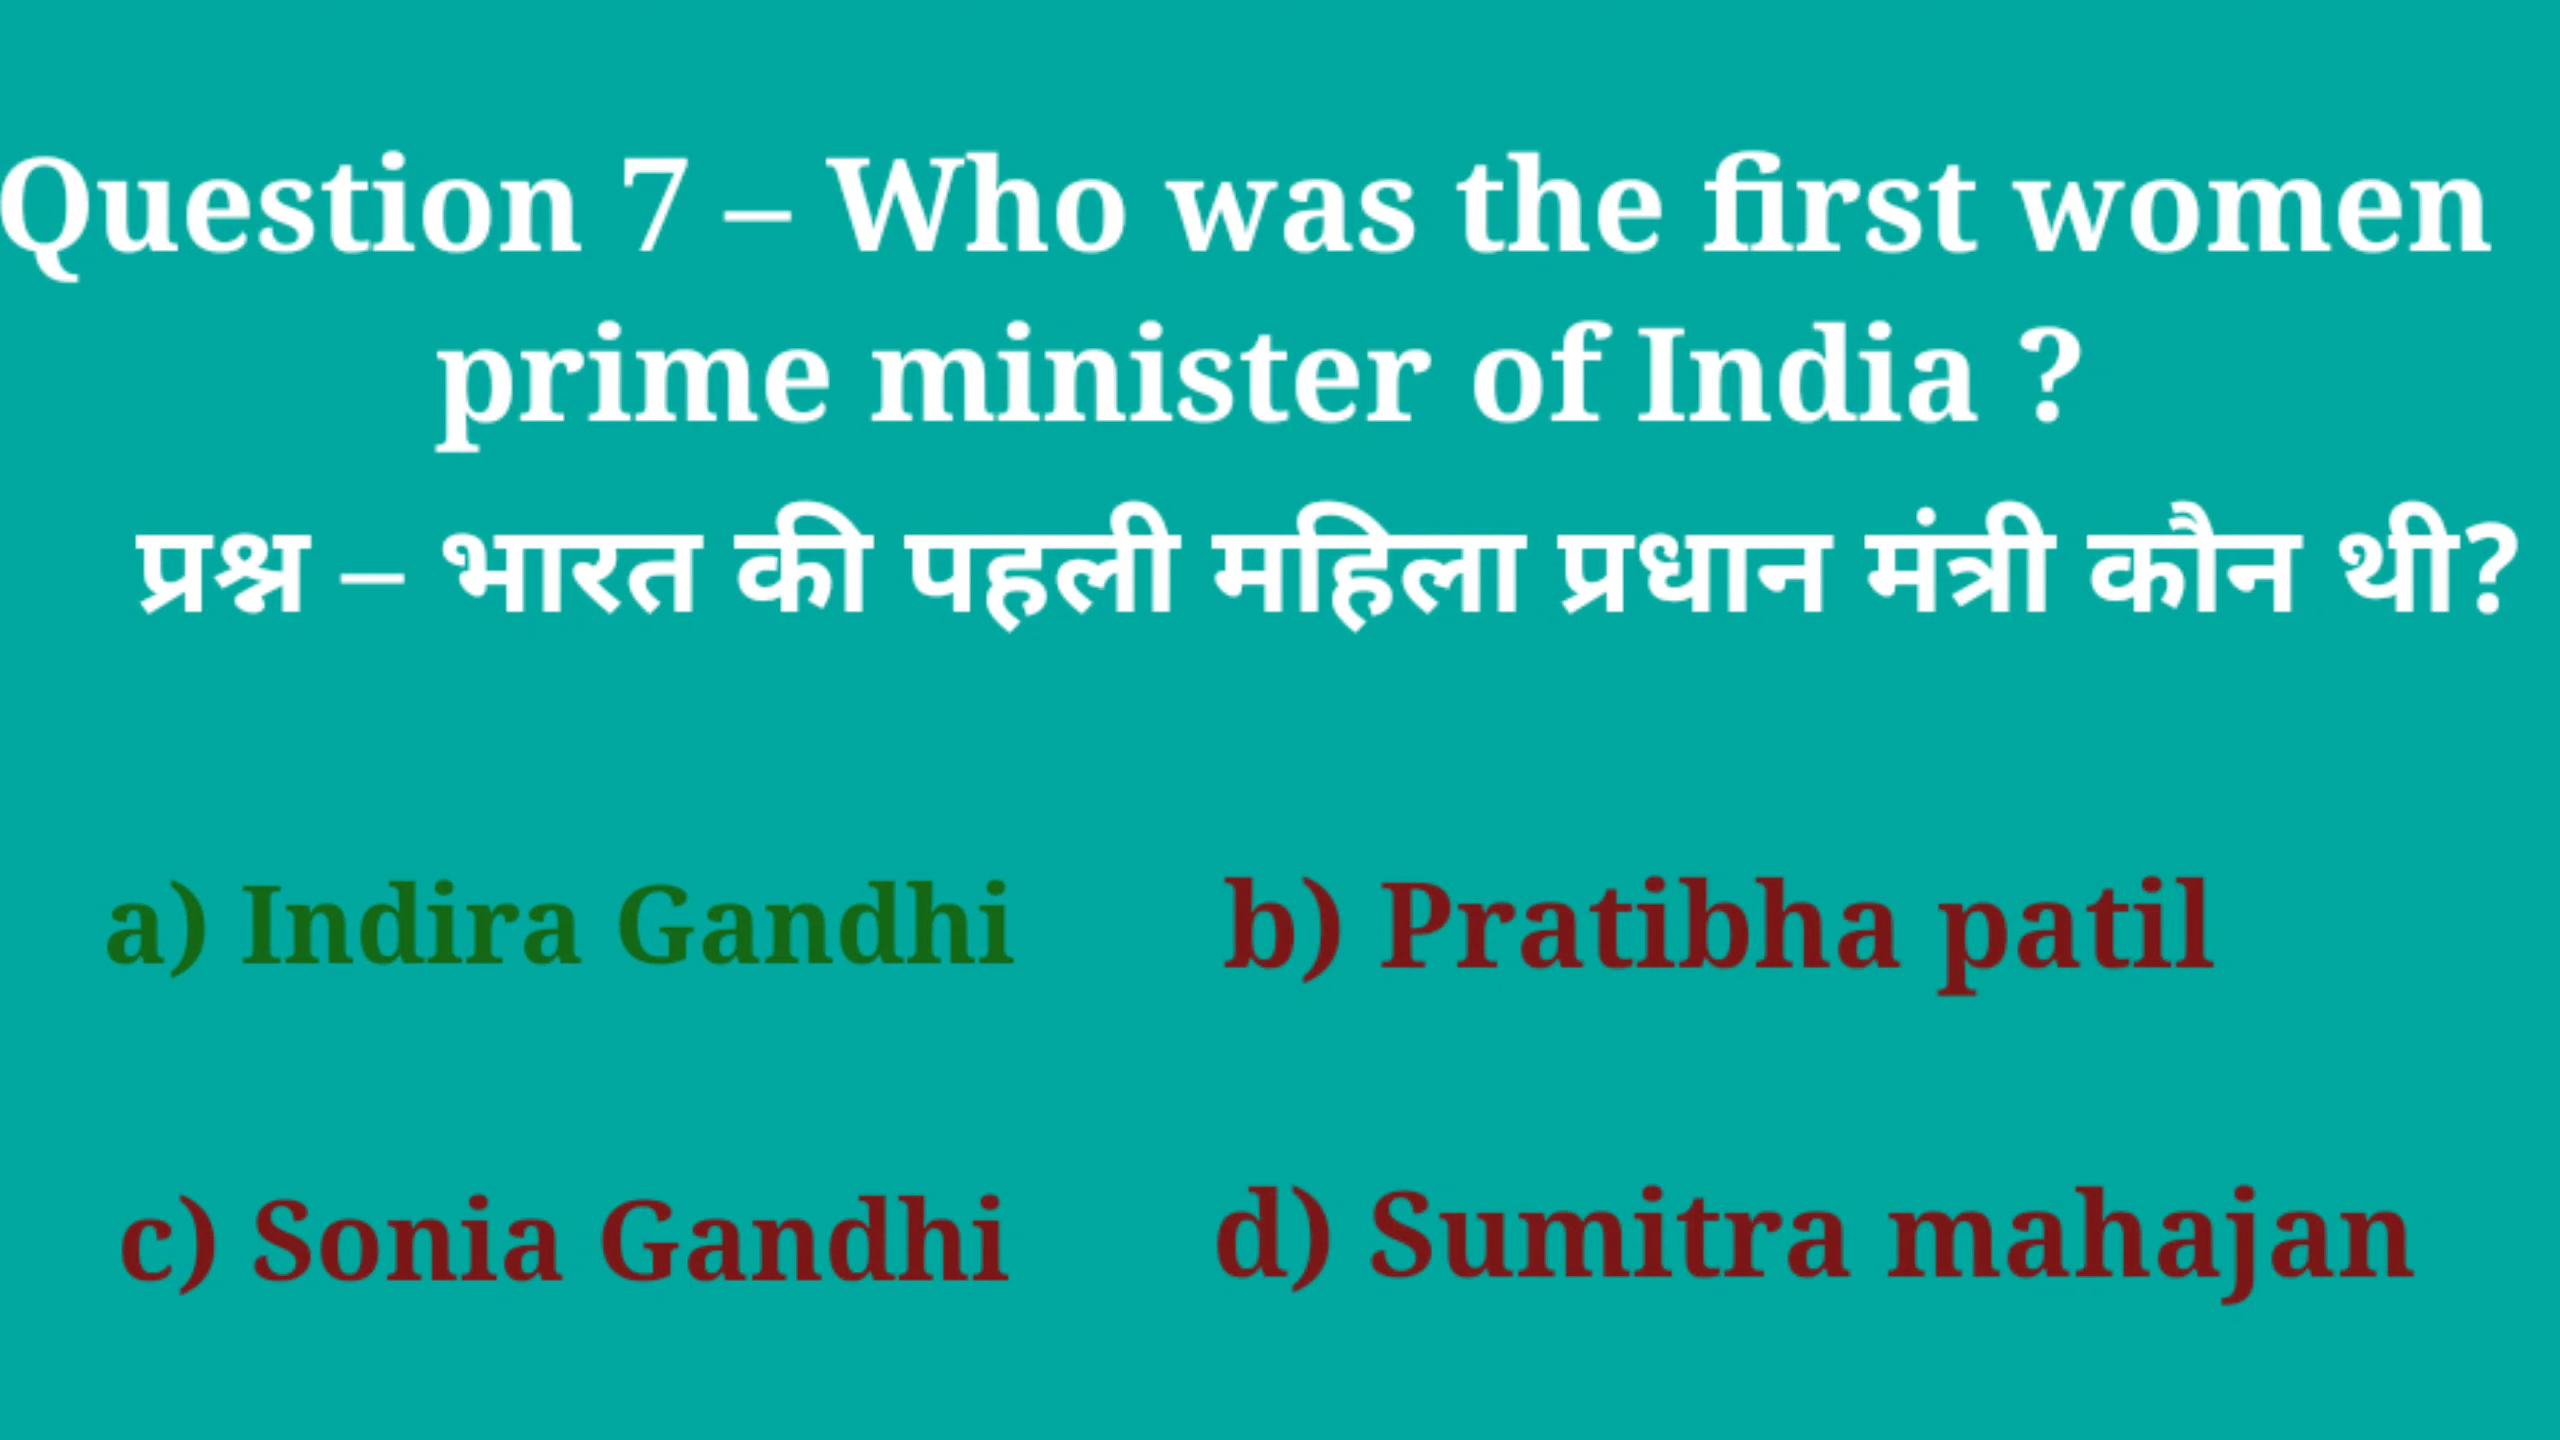 Question 7 – Who was the first women
prime minister of India ?
प्रश्न – भारत की पहली महिला प्रधान मंत्री कौन थी?
a) Indira Gandhi
b) Pratibha patil
c) Sonia Gandhi
d) Sumitra mahajan